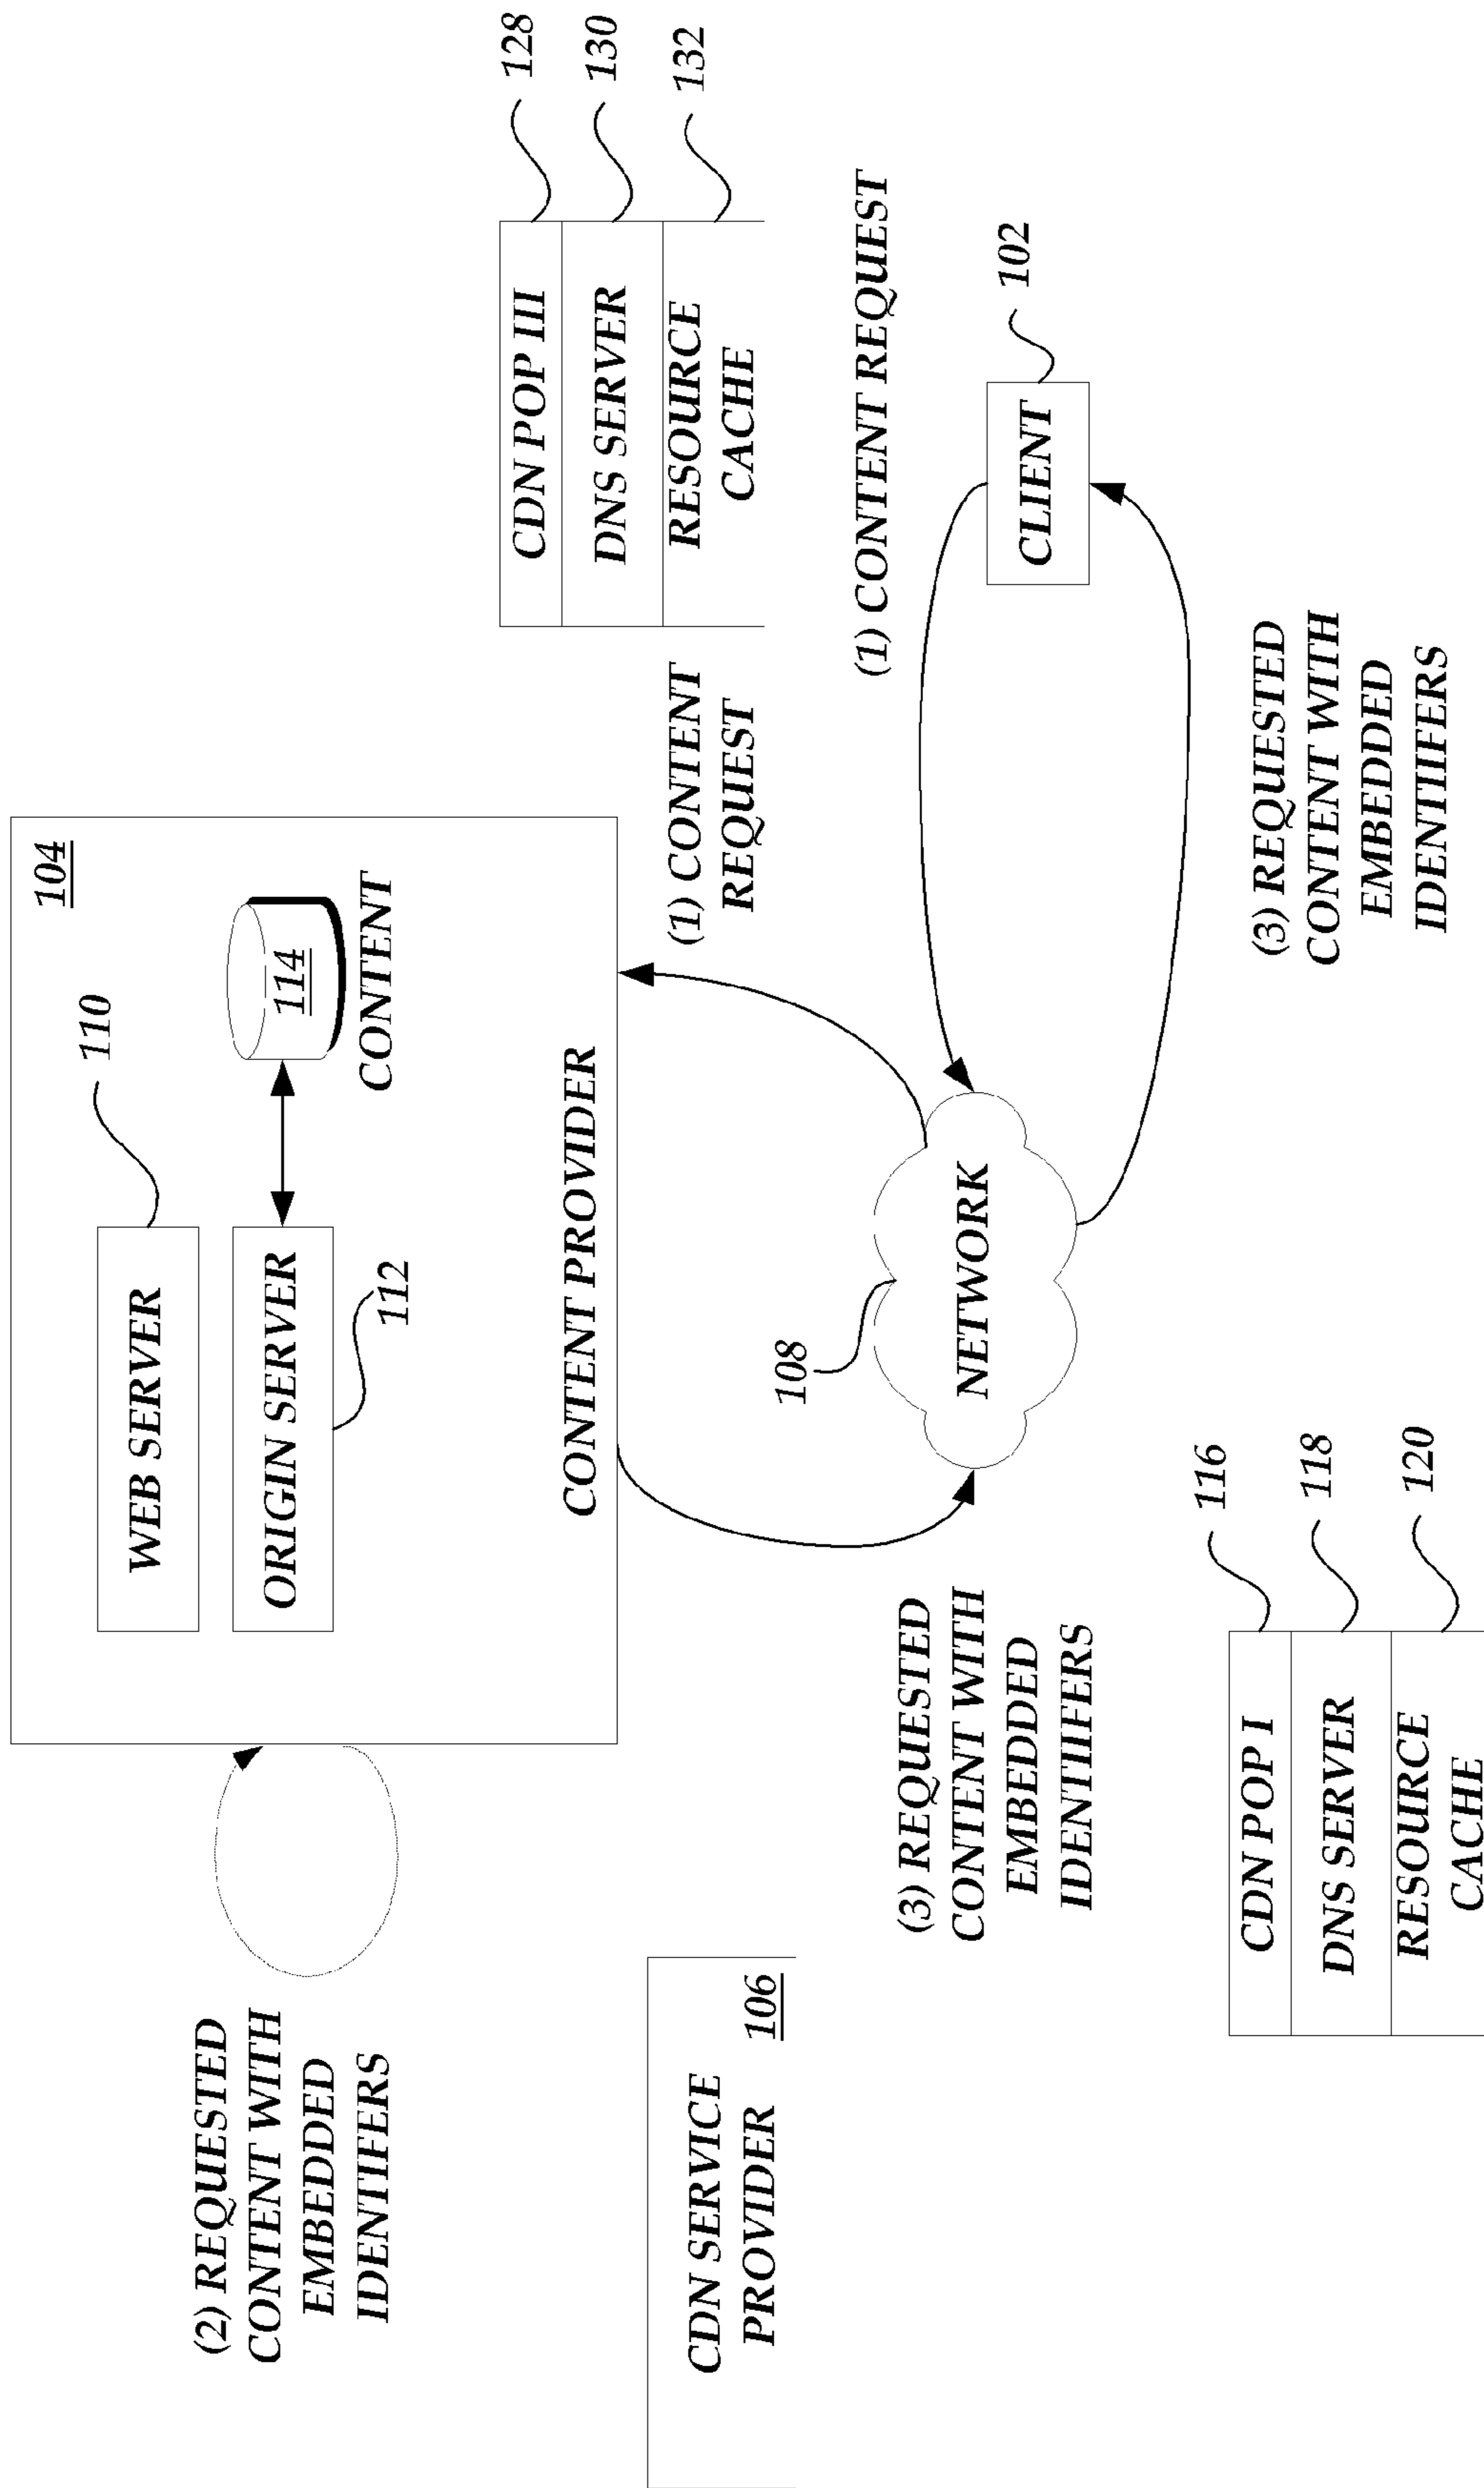 (2) REQUESTED
CONTENT WITH
EMBEDDED
IDENTIFERS
104
WEB SERVER
110
ORIGIN SERVER
112
114
CONTENT
CONTENT PROVIDER
CDN SERVICE
PROVIDER
106
(1) CONTENT
REQUEST
CDN POP III
128
DNS SERVER
130
RESOURCE
CACHE
132
108
NETWORK
(3) REQUESTED
CONTENT WITH
EMBEDDED
IDENTIFERS
(1) CONTENT REQUEST
CLIENT
102
CDN POP I
116
DNS SERVER
118
RESOURCE
CACHE
120
(3) REQUESTED
CONTENT WITH
EMBEDDED
IDENTIFERS